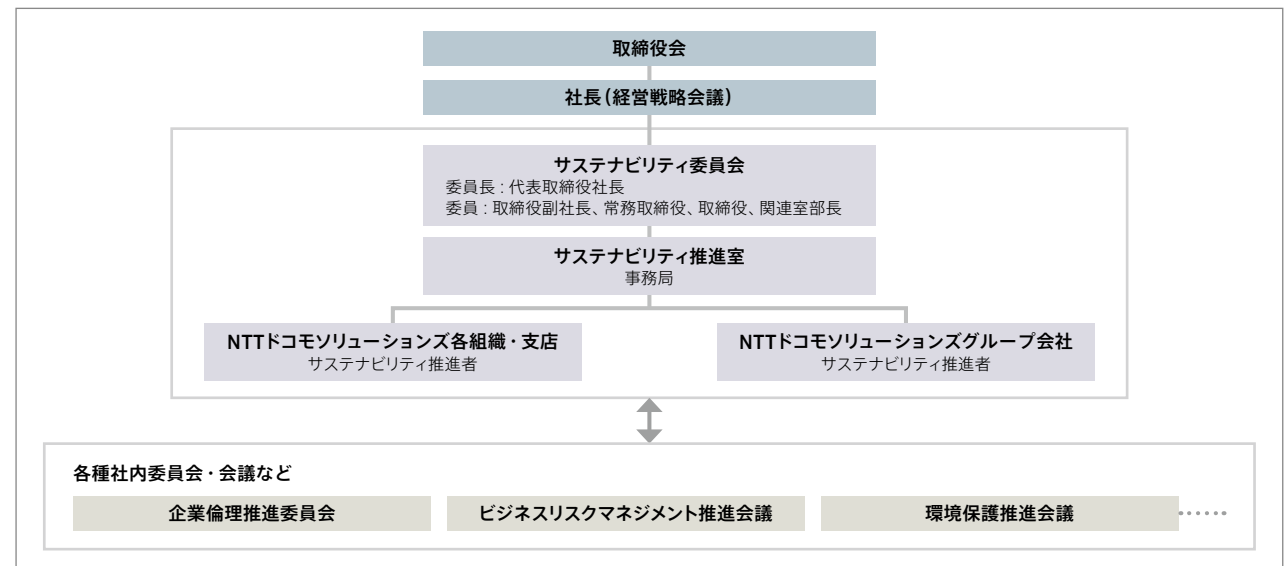 取締役会
社長（経営戦略会議）
サステナビリティ委員会
委員長：代表取締役社長
委員：取締役副社長、常務取締役、取締役、関連室部長
サステナビリティ推進室
事務局
NTTドコモソリューションズ各組織・支店
サステナビリティ推進者
NTTドコモソリューションズグループ会社
サステナビリティ推進者
各種社内委員会・会議など
企業倫理推進委員会
ビジネスリスクマネジメント推進会議
環境保護推進会議